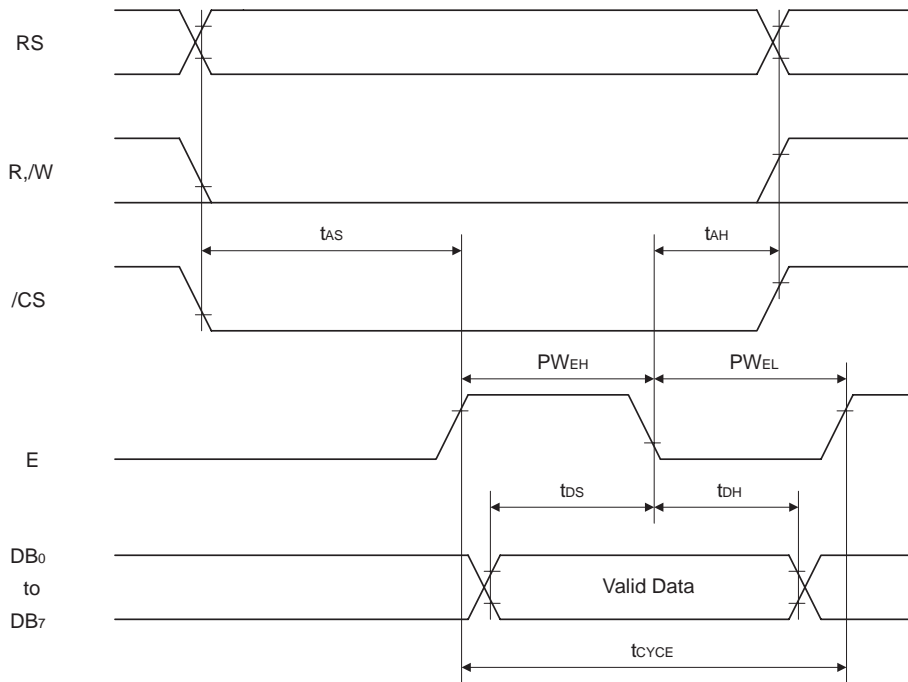 RS
R,/W
tAS
tAH
/CS
PWEH
PWEL
E
tDS
tDH
DB0
to
DB7
Valid Data
tCYCE